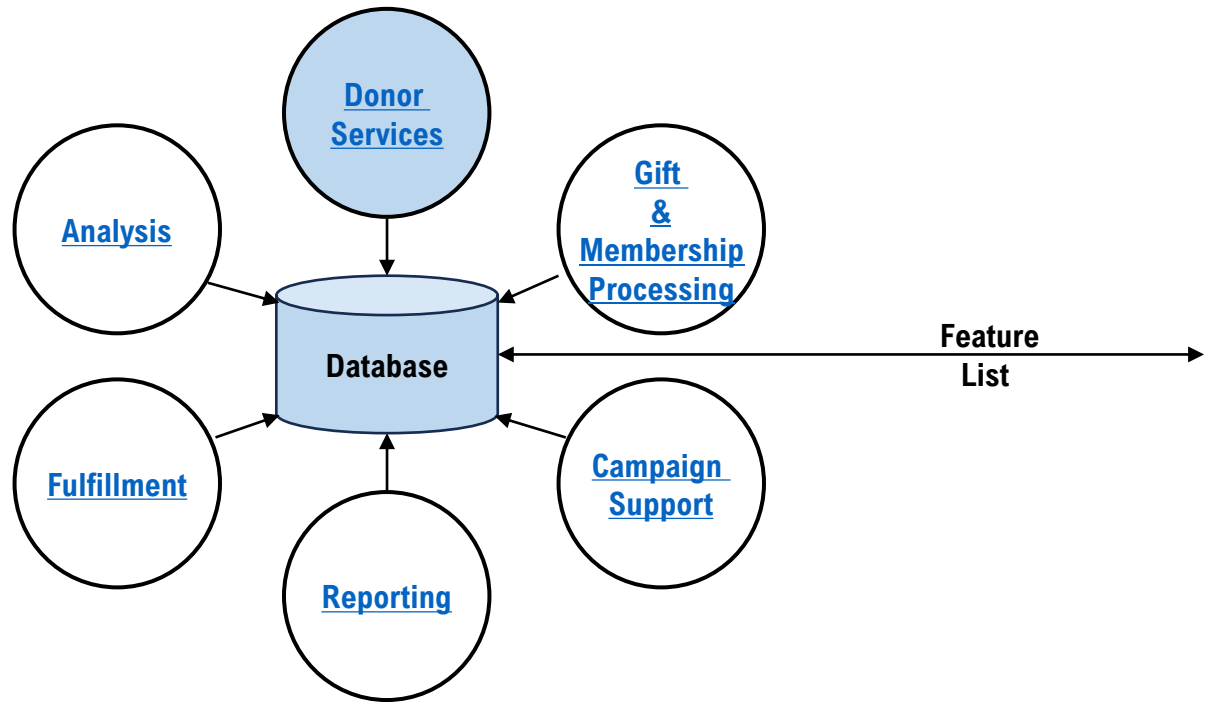 Donor
Services
Gift
&
Membership
Processing
Analysis
Feature
List
Database
Campaign
Support
Fulfillment
Reporting